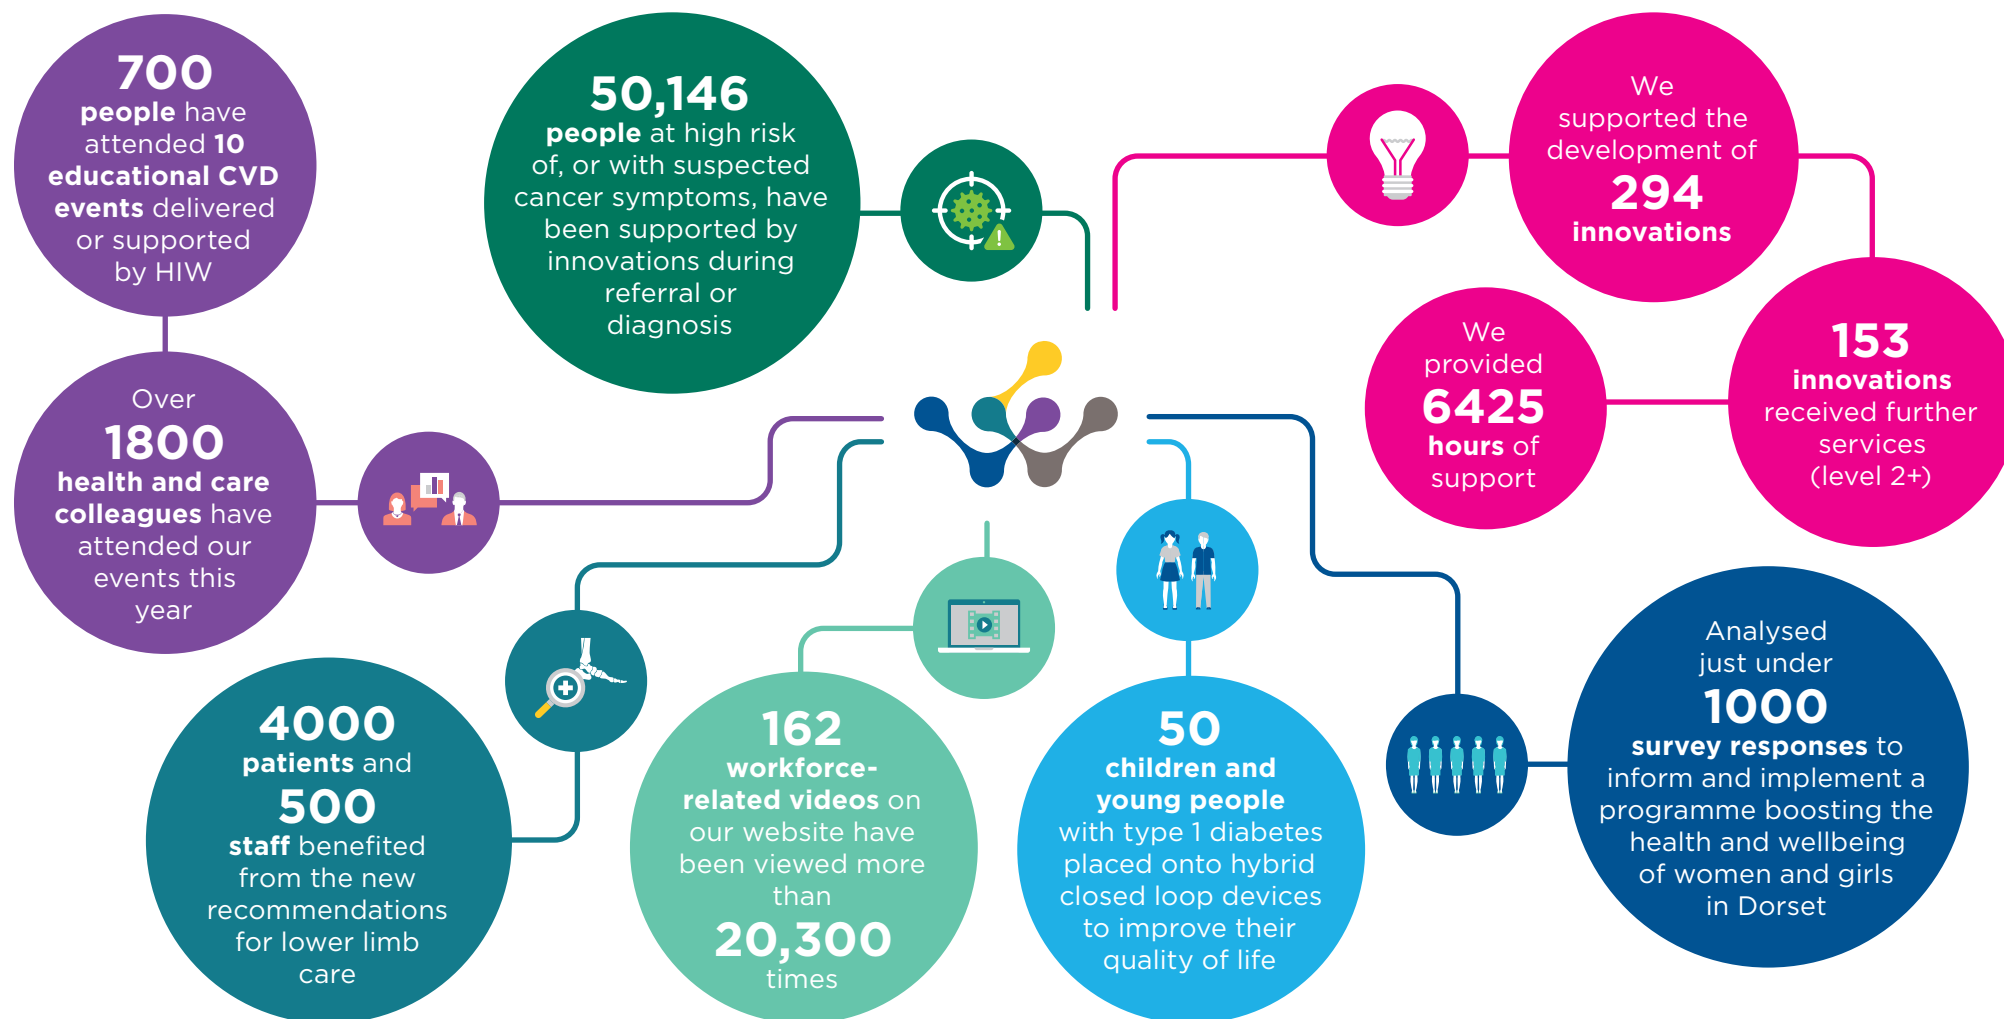 700
people have
attended 10
educational CVD
events delivered
or supported
by HIW
Over
1800
health and care
colleagues have
attended our
events this
year
50,146
people at high risk
of, or with suspected
cancer symptoms, have
been supported by
innovations during
referral or
diagnosis
We
supported the
development of
294
innovations
153
innovations
received further
services
(level 2+)
We
provided
6425
hours of
support
4000
patients and
500
staff benefited
from the new
recommendations
for lower limb
care
162
workforce-
related videos on
our website have
been viewed more
than
20,300
times
50
children and
young people
with type 1 diabetes
placed onto hybrid
closed loop devices
to improve their
quality of life
Analysed
just under
1000
survey responses to
inform and implement a
programme boosting the
health and wellbeing
of women and girls
in Dorset